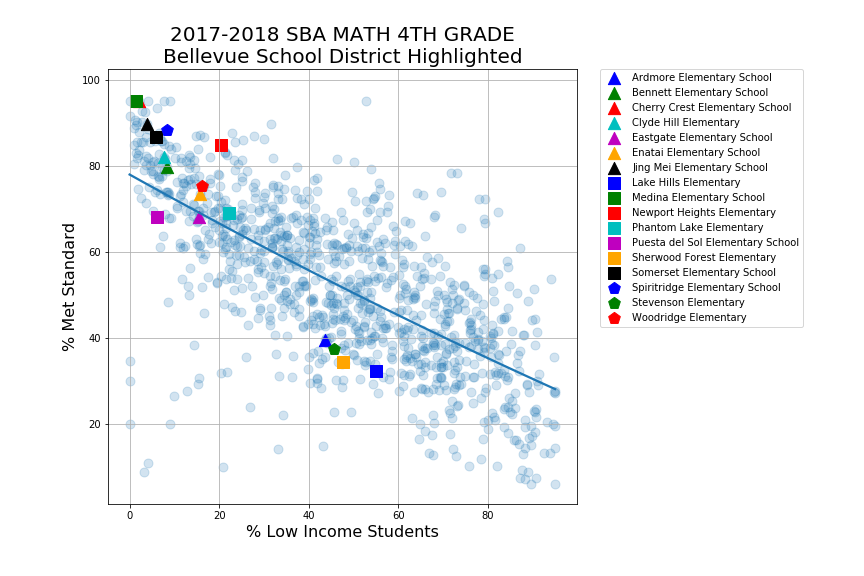 2017-2018 SBA MATH 4TH GRADE
Bellevue School District Highlighted
% Met Standard
100
80
60
40
20
0
20
40
60
80
% Low Income Students
Ardmore Elementary School
Bennett Elementary School
Cherry Crest Elementary School
Clyde Hill Elementary
Eastgate Elementary School
Enatai Elementary School
Jing Mei Elementary School
Lake Hills Elementary
Medina Elementary School
Newport Heights Elementary
Phantom Lake Elementary
Puesta del Sol Elementary School
Sherwood Forest Elementary
Somerset Elementary School
Spiritridge Elementary School
Stevenson Elementary
Woodridge Elementary